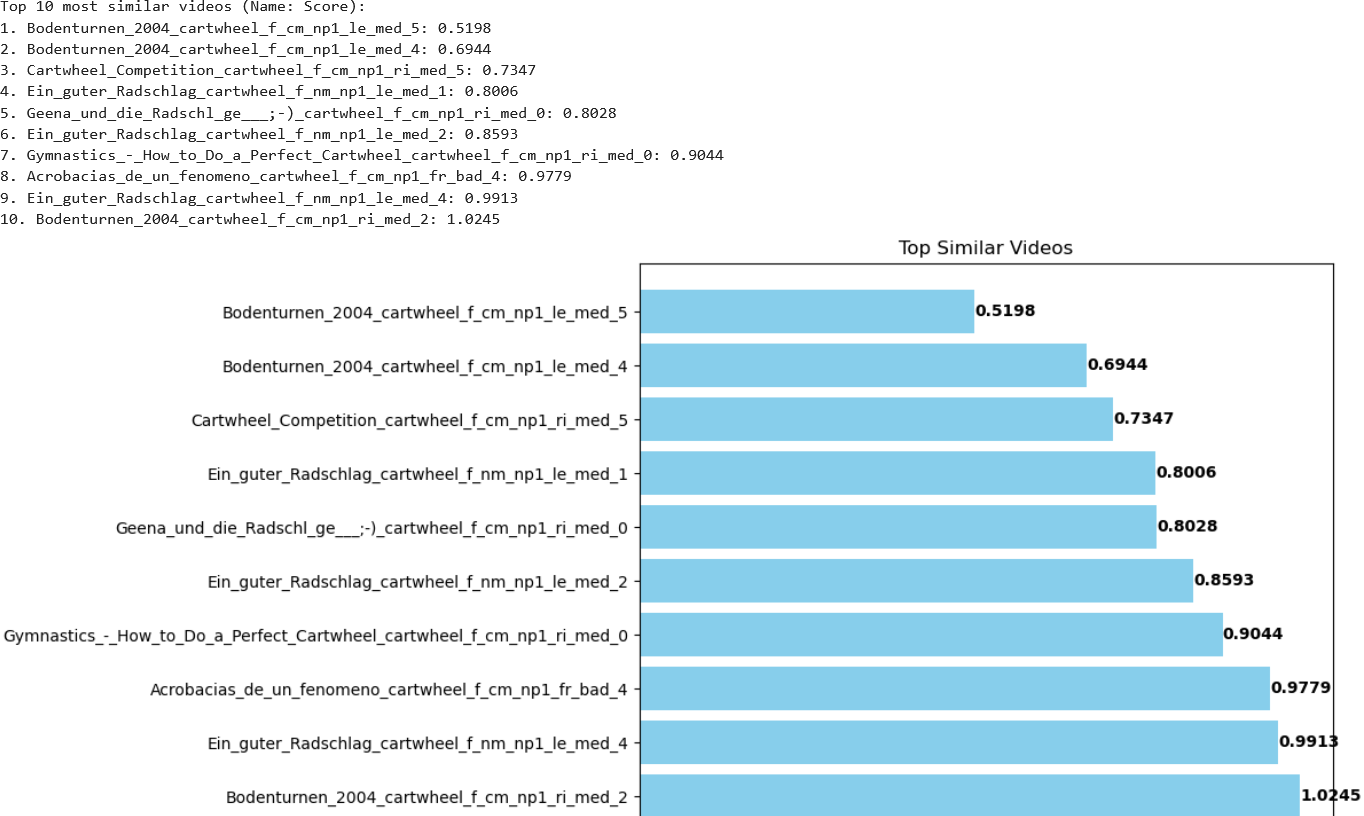 Top 10 most similar videos (Name: Score):
1. Bodenturnen_2004_cartwheel_f_cm_np1_le_med_5: 0.5198
2. Bodenturnen_2004_cartwheel_f_cm_np1_le_med_4: 0.6944
3. Cartwheel_Competition_cartwheel_f_cm_np1_ri_med_5: 0.7347
4. Ein_guter_Radschlag_cartwheel_f_nm_np1_le_med_1: 0.8006
5. Geena_und_die_Radschl_ge___;-)_cartwheel_f_cm_np1_ri_med_0: 0.8028
6. Ein_guter_Radschlag_cartwheel_f_nm_np1_le_med_2: 0.8593
7. Gymnastics_-_How_to_Do_a_Perfect_Cartwheel_cartwheel_f_cm_np1_ri_med_0: 0.9044
8. Acrobacias_de_un_fenomeno_cartwheel_f_cm_np1_fr_bad_4: 0.9779
9. Ein_guter_Radschlag_cartwheel_f_nm_np1_le_med_4: 0.9913
10. Bodenturnen_2004_cartwheel_f_cm_np1_ri_med_2: 1.0245
Top Similar Videos
Bodenturnen_2004_cartwheel_f_cm_np1_le_med_5 0.5198
Bodenturnen_2004_cartwheel_f_cm_np1_le_med_4 0.6944
Cartwheel_Competition_cartwheel_f_cm_np1_ri_med_5 0.7347
Ein_guter_Radschlag_cartwheel_f_nm_np1_le_med_1 0.8006
Geena_und_die_Radschl_ge___;-)_cartwheel_f_cm_np1_ri_med_0 0.8028
Ein_guter_Radschlag_cartwheel_f_nm_np1_le_med_2 0.8593
Gymnastics_-_How_to_Do_a_Perfect_Cartwheel_cartwheel_f_cm_np1_ri_med_0 0.9044
Acrobacias_de_un_fenomeno_cartwheel_f_cm_np1_fr_bad_4 0.9779
Ein_guter_Radschlag_cartwheel_f_nm_np1_le_med_4 0.9913
Bodenturnen_2004_cartwheel_f_cm_np1_ri_med_2 1.0245